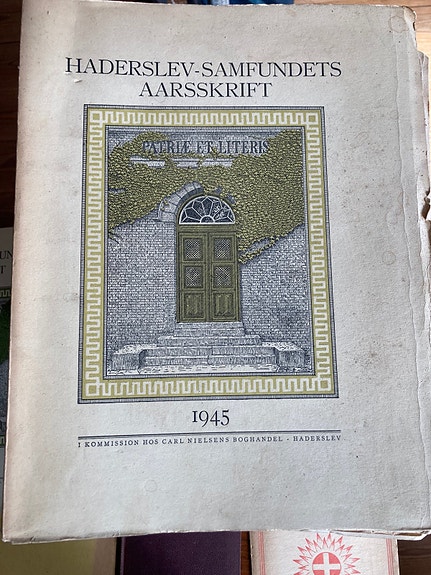 HADERSLEV-SAMFUNDETS
AARSSKRIFT
PATRIÆ ET LITERIS
1945
I KOMMISSION HOS CARL NIELSENS BOGHANDEL · HADERSLEV